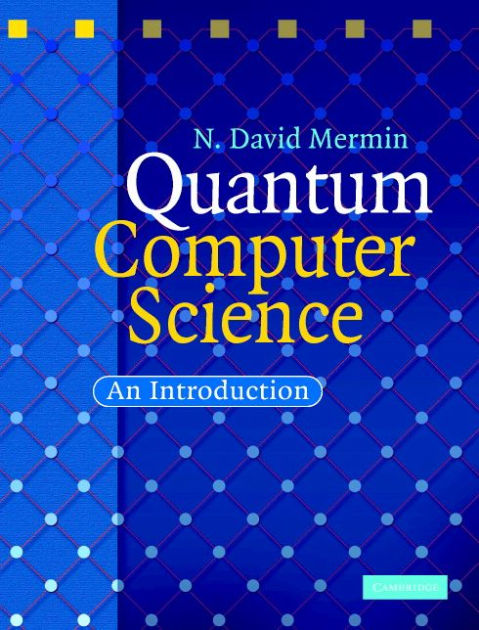 N. David Mermin
Quantum
Computer
Science
An Introduction
CAMBRIDGE